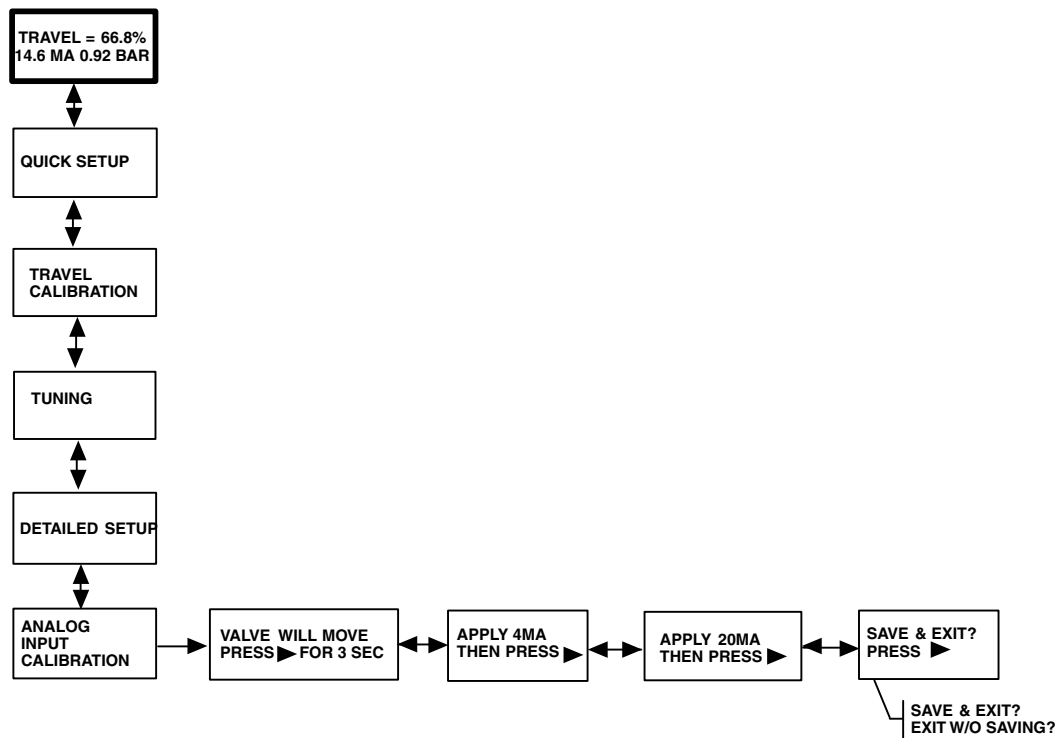 TRAVEL = 66.8%
14.6 MA 0.92 BAR
QUICK SETUP
TRAVEL
CALIBRATION
TUNING
DETAILED SETUP
ANALOG
INPUT
CALIBRATION
VALVE WILL MOVE
PRESS ▶ FOR 3 SEC
APPLY 4MA
THEN PRESS ▶
APPLY 20MA
THEN PRESS ▶
SAVE & EXIT?
PRESS ▶
SAVE & EXIT?
EXIT W/O SAVING?